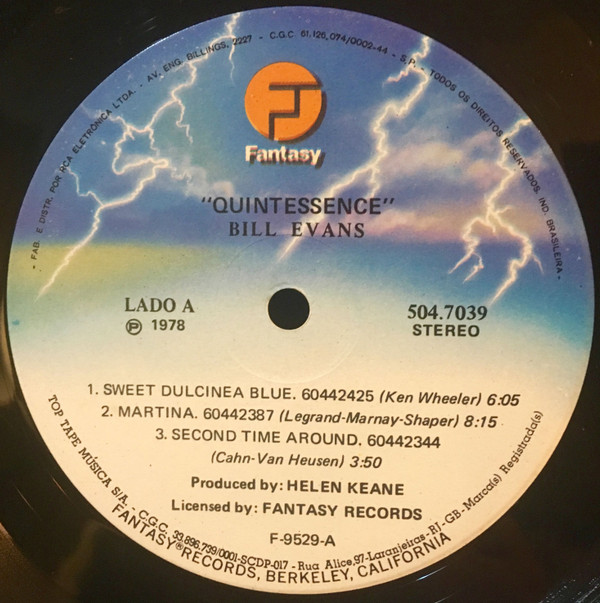 - FAB. E DISTR. POR RCA ELETRÔNICA LTDA. - AV. ENG. BILLINGS, 2227 - C.G.C 61.126,074/0002-44 - S.P. - TODOS OS DIREITOS RESERVADOS. IND. BRASILEIRA -
Fantasy
"QUINTESSENCE"
BILL EVANS
LADO A
℗ 1978
504.7039
STEREO
1. SWEET DULCINEA BLUE. 60442425 (Ken Wheeler) 6:05
2. MARTINA. 60442387 (Legrand-Marnay-Shaper) 8:15
3. SECOND TIME AROUND. 60442344
(Cahn-Van Heusen) 3:50
Produced by: HELEN KEANE
Licensed by: FANTASY RECORDS
F-9529-A
TOP TAPE MÚSICA S/A. - C.G.C. 33,896.739/0001-SCDP-017 - Rua Alice,97-Laranjeiras-RJ-GB-Marca(s) Registrada(s)
FANTASY® RECORDS, BERKELEY, CALIFORNIA